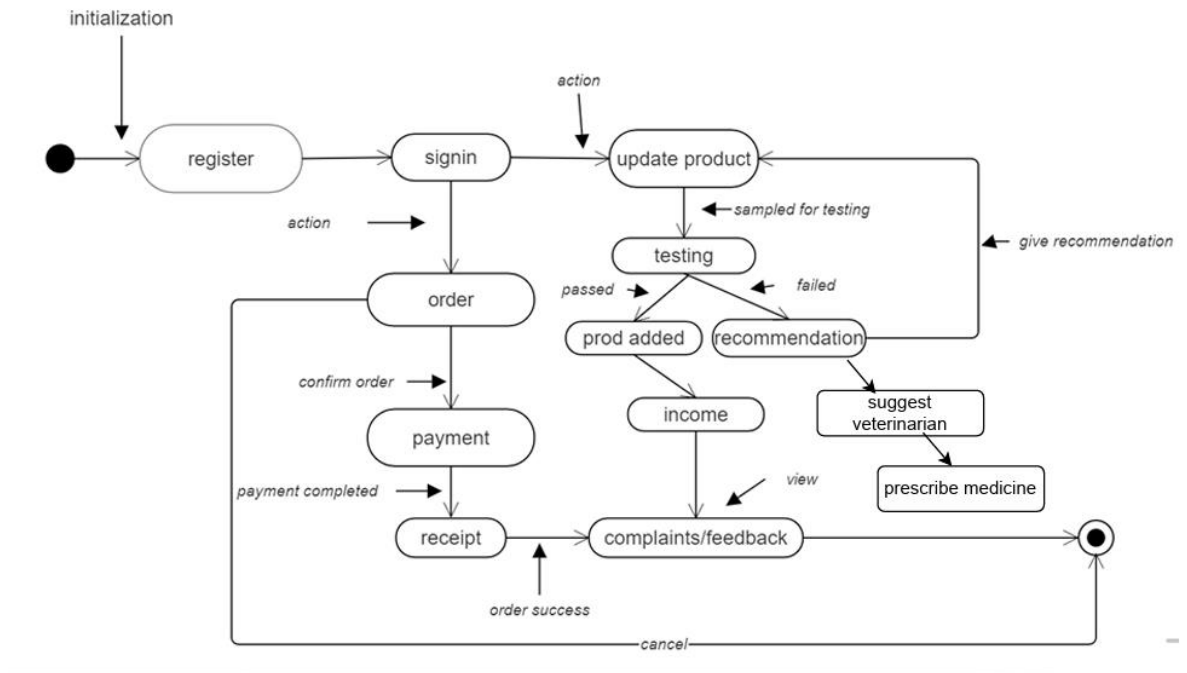 initialization
action
register
signin
update product
action
sampled for testing
give recommendation
testing
passed
failed
order
prod added
recommendation
confirm order
suggest
veterinarian
income
payment
view
prescribe medicine
payment completed
receipt
complaints/feedback
order success
cancel